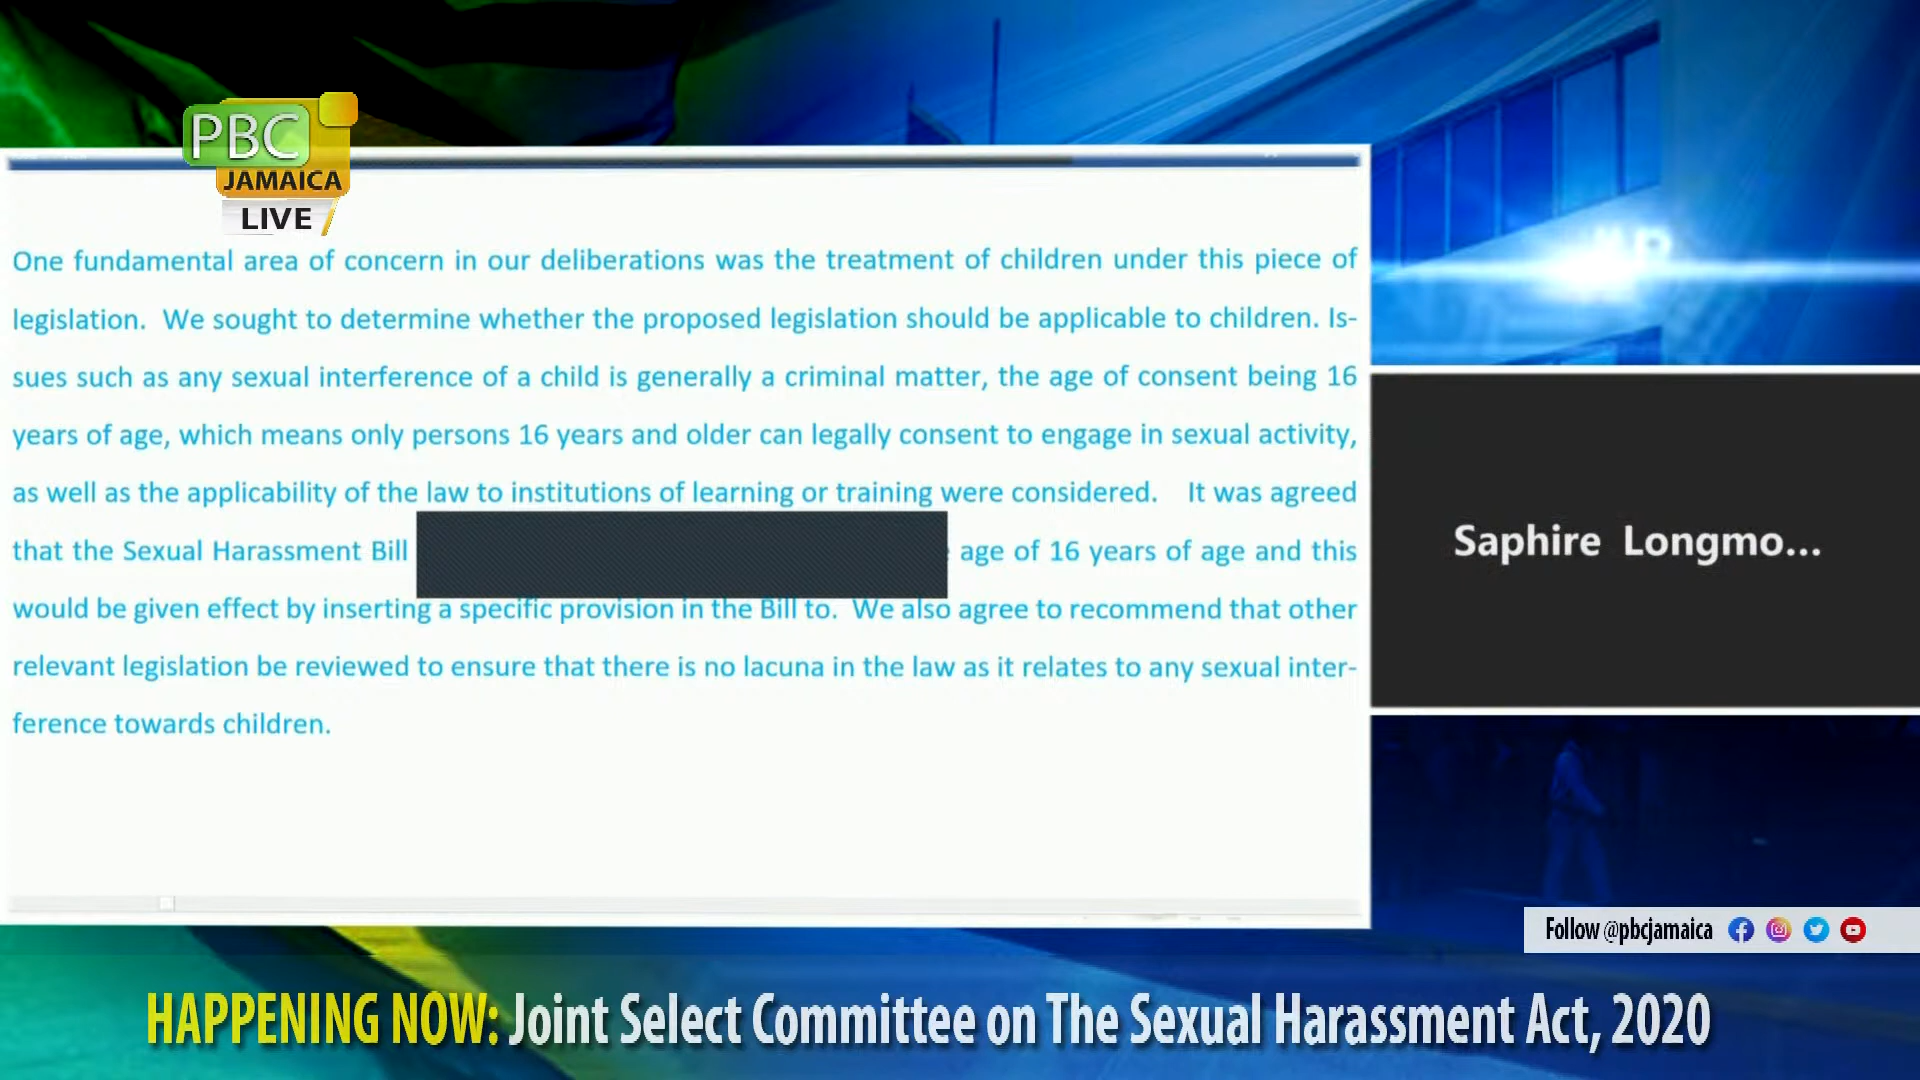 PBC
JAMAICA
LIVE
One fundamental area of concern in our deliberations was the treatment of children under this piece of
legislation. We sought to determine whether the proposed legislation should be applicable to children. Is-
sues such as any sexual interference of a child is generally a criminal matter, the age of consent being 16
years of age, which means only persons 16 years and older can legally consent to engage in sexual activity,
as well as the applicability of the law to institutions of learning or training were considered. It was agreed
that the Sexual Harassment Bill age of 16 years of age and this
would be given effect by inserting a specific provision in the Bill to. We also agree to recommend that other
relevant legislation be reviewed to ensure that there is no lacuna in the law as it relates to any sexual inter-
ference towards children.
Saphire Longmo...
Follow @pbcjamaica
HAPPENING NOW: Joint Select Committee on The Sexual Harassment Act, 2020